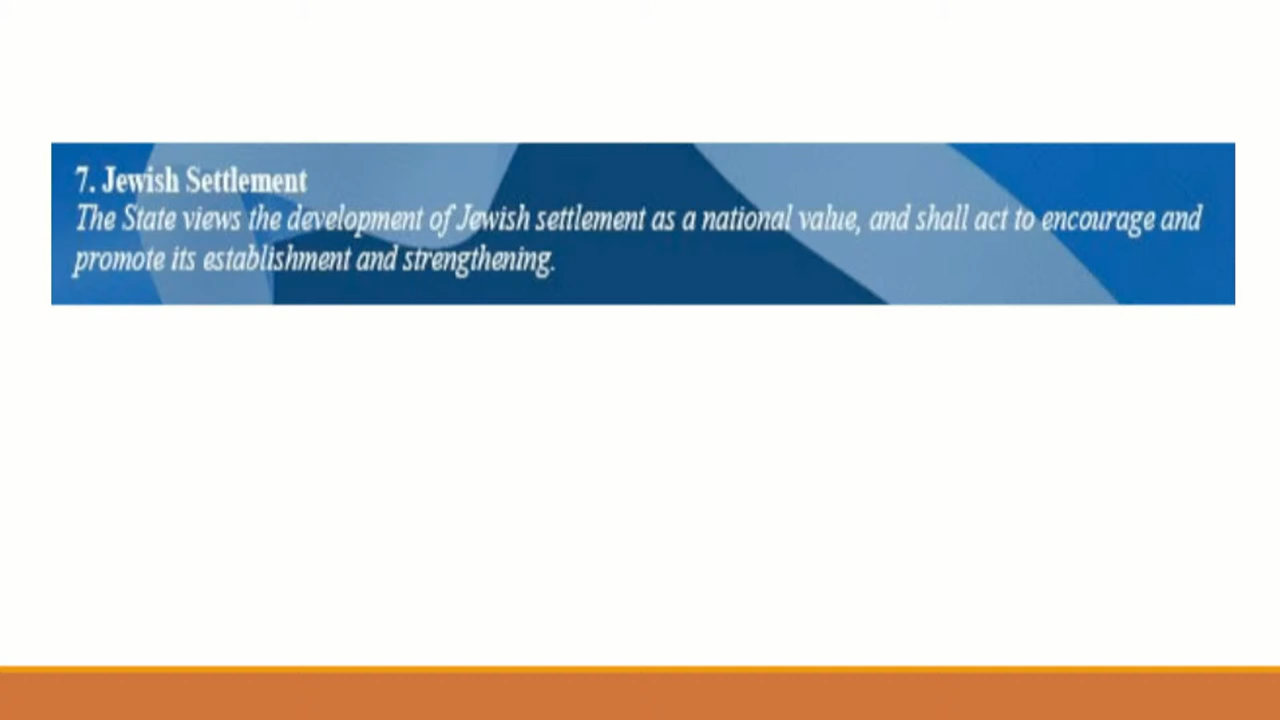 7. Jewish Settlement
The State views the development of Jewish settlement as a national value, and shall act to encourage and
promote its establishment and strengthening.